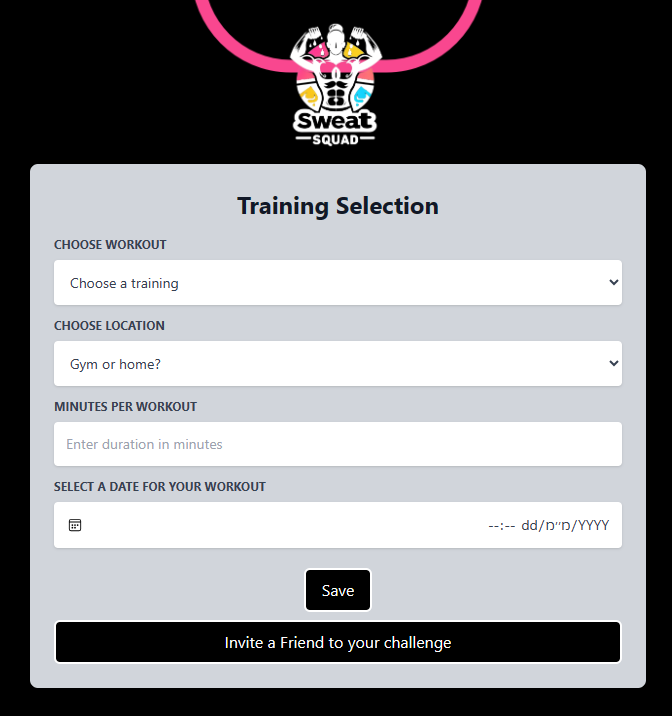 Sweat
SQUAD
Training Selection
CHOOSE WORKOUT
Choose a training
CHOOSE LOCATION
Gym or home?
MINUTES PER WORKOUT
Enter duration in minutes
SELECT A DATE FOR YOUR WORKOUT
--:-- dd/מ״מ/YYYY
Save
Invite a Friend to your challenge